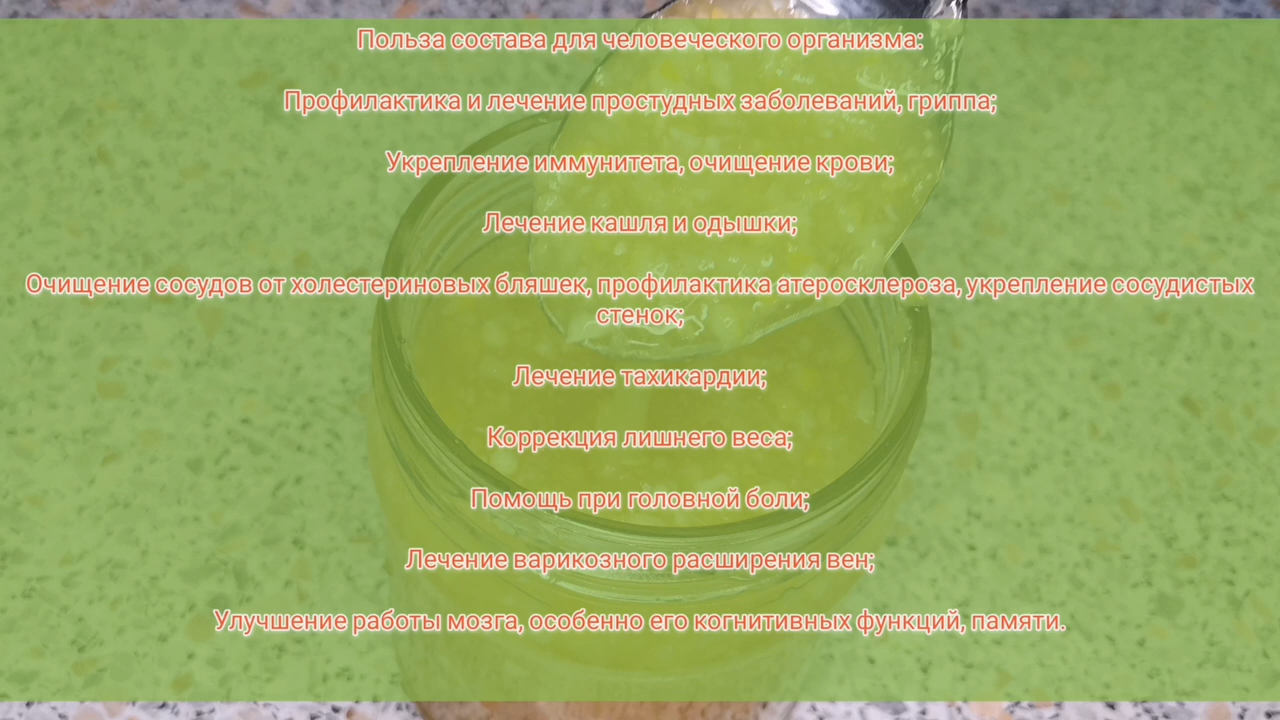 Польза состава для человеческого организма:
Профилактика и лечение простудных заболеваний, гриппа;
Укрепление иммунитета, очищение крови;
Лечение кашля и одышки;
Очищение сосудов от холестериновых бляшек, профилактика атеросклероза, укрепление сосудистых
стенок;
Лечение тахикардии;
Коррекция лишнего веса;
Помощь при головной боли;
Лечение варикозного расширения вен;
Улучшение работы мозга, особенно его когнитивных функций, памяти.